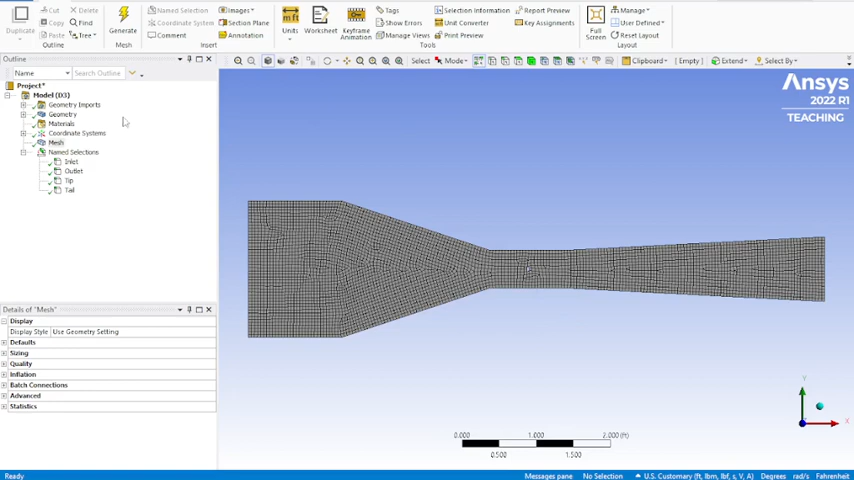 Duplicate
Cut
Delete
Copy
Find
Paste
Tree
Outline
Generate
Mesh
Named Selection
Coordinate System
Comment
Images
Section Plane
Annotation
Insert
Units
Worksheet
Keyframe
Animation
Tags
Show Errors
Manage Views
Selection Information
Unit Converter
Print Preview
Report Preview
Key Assignments
Tools
Full
Screen
Manage
User Defined
Reset Layout
Layout
Outline
Name
Search Outline
Select
Mode
Clipboard
[ Empty ]
Extend
Select By
Project*
Model (D3)
Geometry Imports
Geometry
Materials
Coordinate Systems
Mesh
Named Selections
Inlet
Outlet
Tip
Tail
Ansys
2022 R1
TEACHING
Details of "Mesh"
Display
Display Style Use Geometry Setting
Defaults
Sizing
Quality
Inflation
Batch Connections
Advanced
Statistics
0.000 1.000 2.000 (ft)
0.500 1.500
Y
X
Ready
Messages pane
No Selection
U.S. Customary (ft, lbm, lbf, s, V, A)
Degrees
rad/s
Fahrenheit